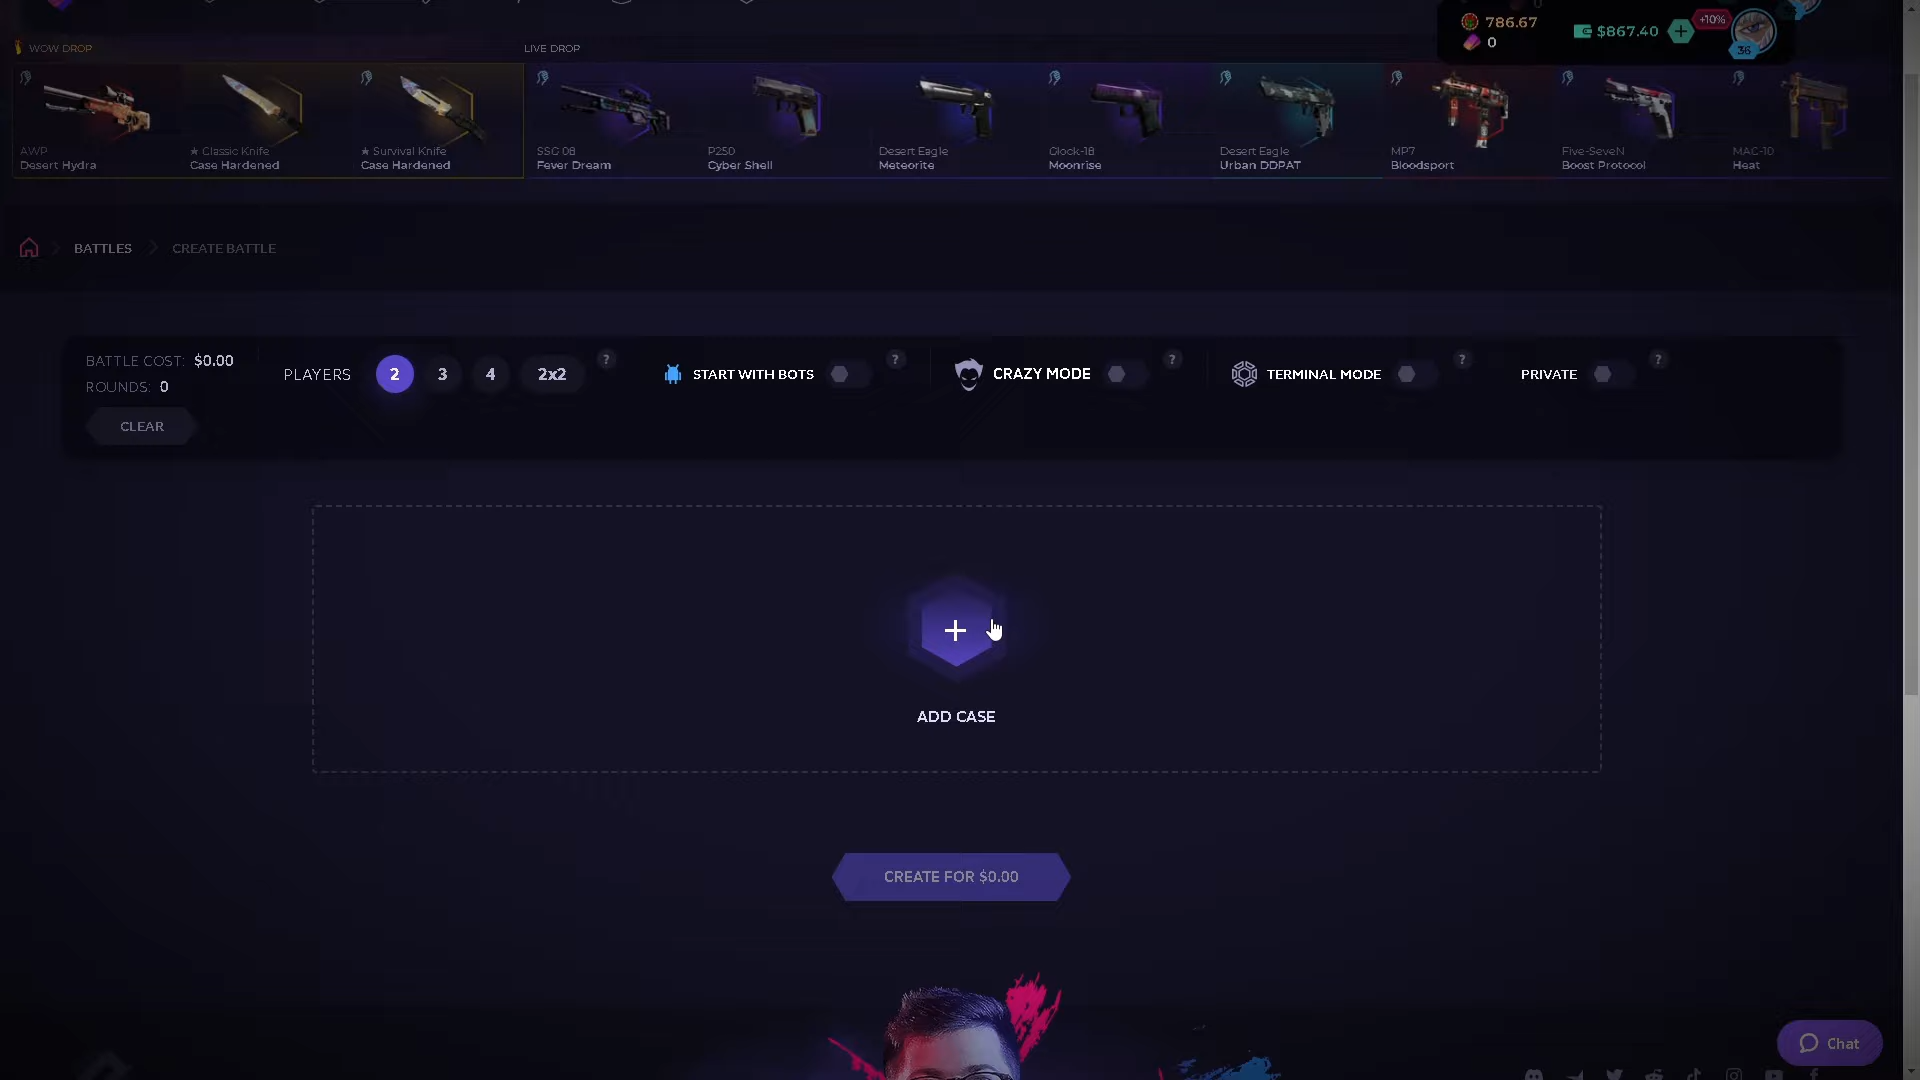 786.67
0
$867.40
+10%
36
WOW DROP
LIVE DROP
AWP
Desert Hydra
★ Classic Knife
Case Hardened
★ Survival Knife
Case Hardened
SSG 08
Fever Dream
P250
Cyber Shell
Desert Eagle
Meteorite
Glock-18
Moonrise
Desert Eagle
Urban DDPAT
MP7
Bloodsport
Five-SeveN
Boost Protocol
MAC-10
Heat
BATTLES
CREATE BATTLE
BATTLE COST: $0.00
ROUNDS: 0
CLEAR
PLAYERS
2
3
4
2x2
?
START WITH BOTS
?
CRAZY MODE
?
TERMINAL MODE
?
PRIVATE
?
+
ADD CASE
CREATE FOR $0.00
Chat